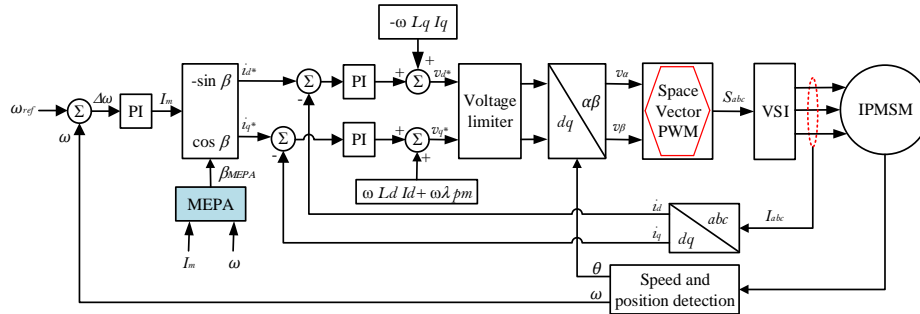 -ω Lq Iq
ωref
Σ
ω
Δω
PI
Im
-sin β
cos β
id*
iq*
Σ
-
Σ
-
PI
PI
+
+
Σ
vd*
+
Σ
vq*
+
ω Ld Id+ ωλpm
Voltage
limiter
αβ
dq
vα
vβ
Space
Vector
PWM
Sabc
VSI
IPMSM
βMEPA
MEPA
Im
ω
id
iq
abc
dq
Iabc
θ
ω
Speed and
position detection